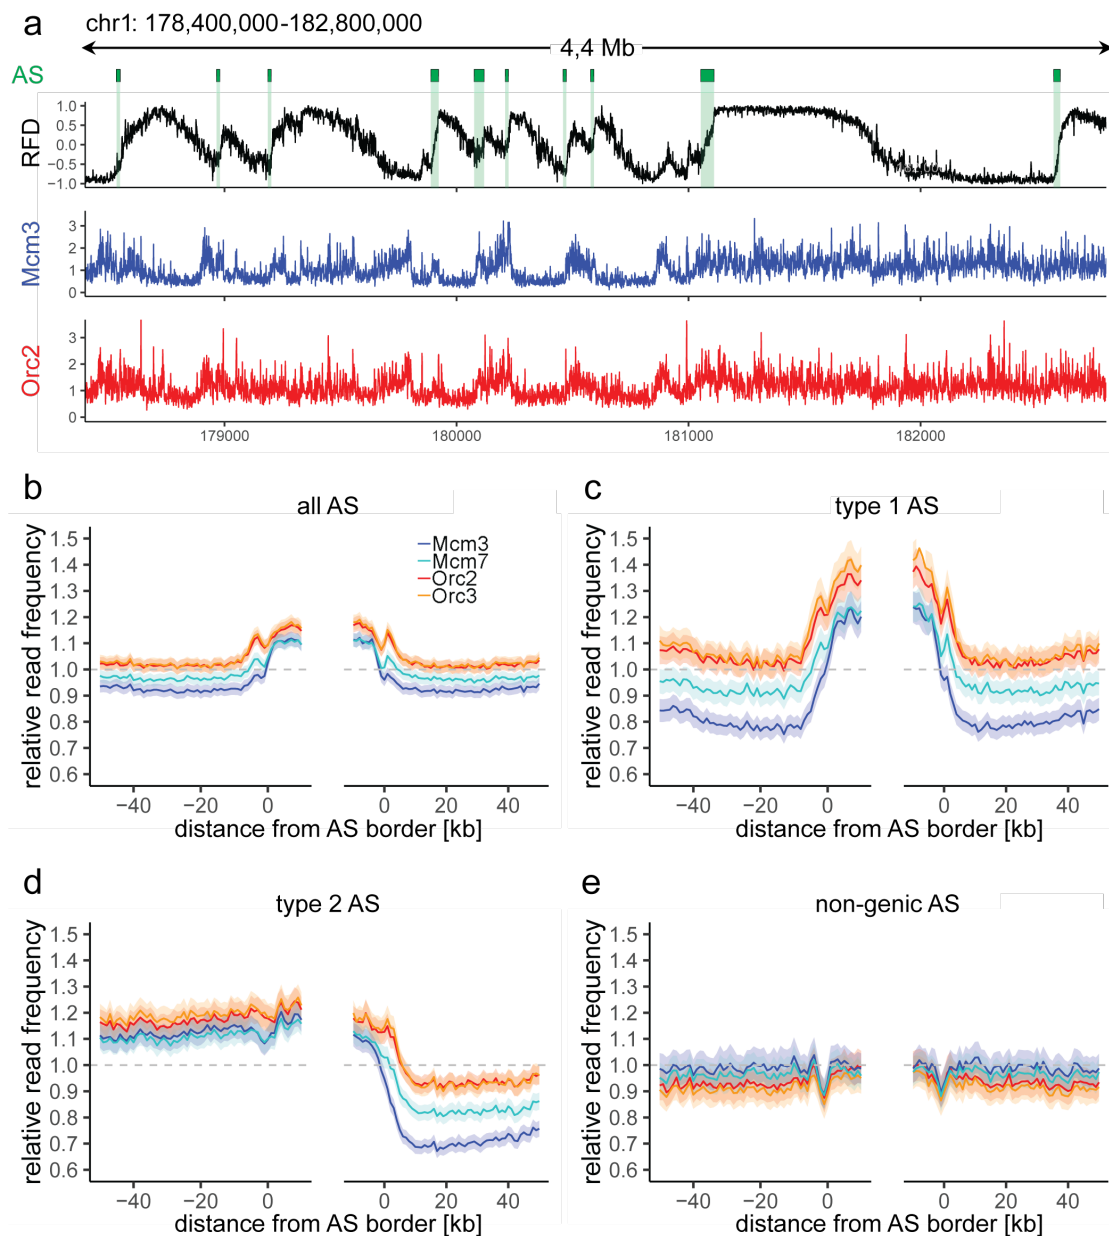 a
chr1: 178,400,000-182,800,000
4,4 Mb
AS
RFD
1.0
0.5
0.0
−0.5
−1.0
Mcm3
3
2
1
0
Orc2
3
2
1
0
179000 180000 181000 182000
b
all AS
relative read frequency
1.5
1.4
1.3
1.2
1.1
1.0
0.9
0.8
0.7
0.6
Mcm3
Mcm7
Orc2
Orc3
−40 −20 0 0 20 40
distance from AS border [kb]
c
type 1 AS
relative read frequency
1.5
1.4
1.3
1.2
1.1
1.0
0.9
0.8
0.7
0.6
−40 −20 0 0 20 40
distance from AS border [kb]
d
type 2 AS
relative read frequency
1.5
1.4
1.3
1.2
1.1
1.0
0.9
0.8
0.7
0.6
−40 −20 0 0 20 40
distance from AS border [kb]
e
non-genic AS
relative read frequency
1.5
1.4
1.3
1.2
1.1
1.0
0.9
0.8
0.7
0.6
−40 −20 0 0 20 40
distance from AS border [kb]